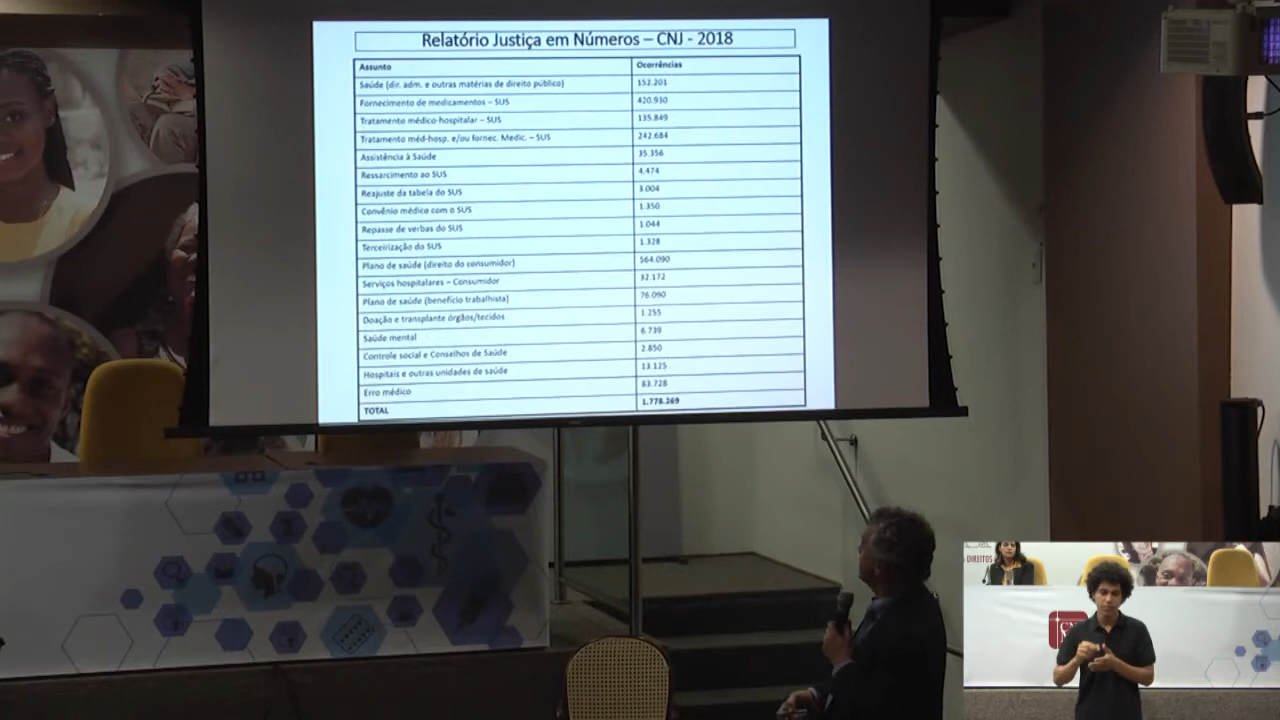 Relatório Justiça em Números – CNJ - 2018
Assunto Ocorrências
Saúde (dir. adm. e outras matérias de direito público) 152.201
Fornecimento de medicamentos – SUS 420.930
Tratamento médico-hospitalar – SUS 135.849
Tratamento méd-hosp. e/ou fornec. Medic. – SUS 242.684
Assistência à Saúde 35.356
Ressarcimento ao SUS 4.474
Reajuste da tabela do SUS 3.004
Convênio médico com o SUS 1.350
Repasse de verbas do SUS 1.044
Terceirização do SUS 1.328
Plano de saúde (direito do consumidor) 564.090
Serviços hospitalares – Consumidor 32.172
Plano de saúde (benefício trabalhista) 76.090
Doação e transplante órgãos/tecidos 1.255
Saúde mental 6.739
Controle social e Conselhos de Saúde 2.850
Hospitais e outras unidades de saúde 13.125
Erro médico 83.728
TOTAL 1.778.269
DIREITOS